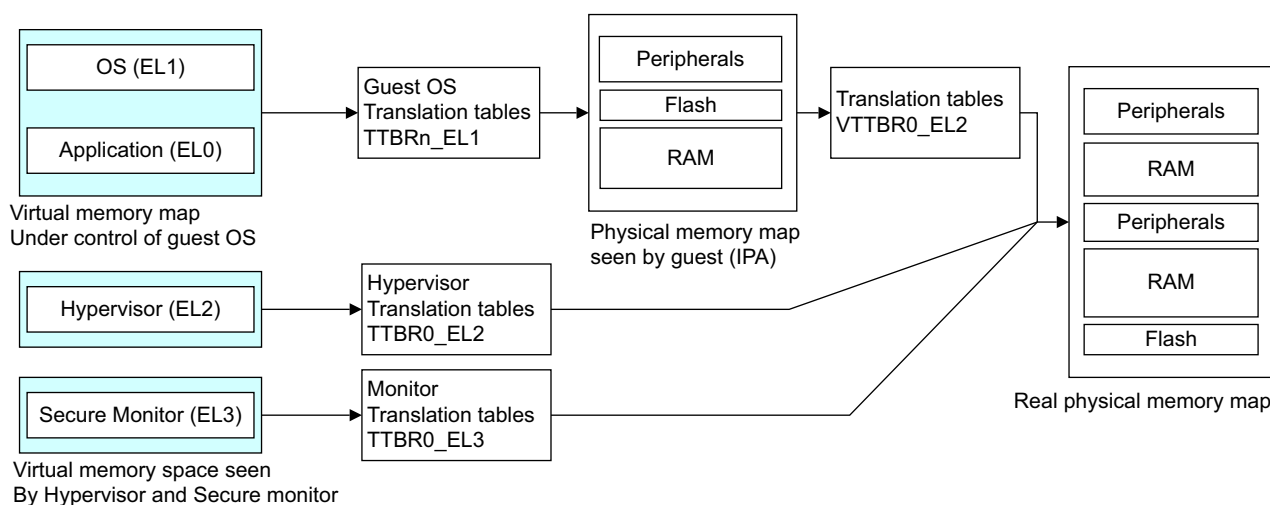 OS (EL1)
Application (EL0)
Virtual memory map
Under control of guest OS
Guest OS
Translation tables
TTBRn_EL1
Peripherals
Flash
RAM
Physical memory map
seen by guest (IPA)
Translation tables
VTTBR0_EL2
Peripherals
RAM
Peripherals
RAM
Flash
Real physical memory map
Hypervisor (EL2)
Hypervisor
Translation tables
TTBR0_EL2
Secure Monitor (EL3)
Monitor
Translation tables
TTBR0_EL3
Virtual memory space seen
By Hypervisor and Secure monitor